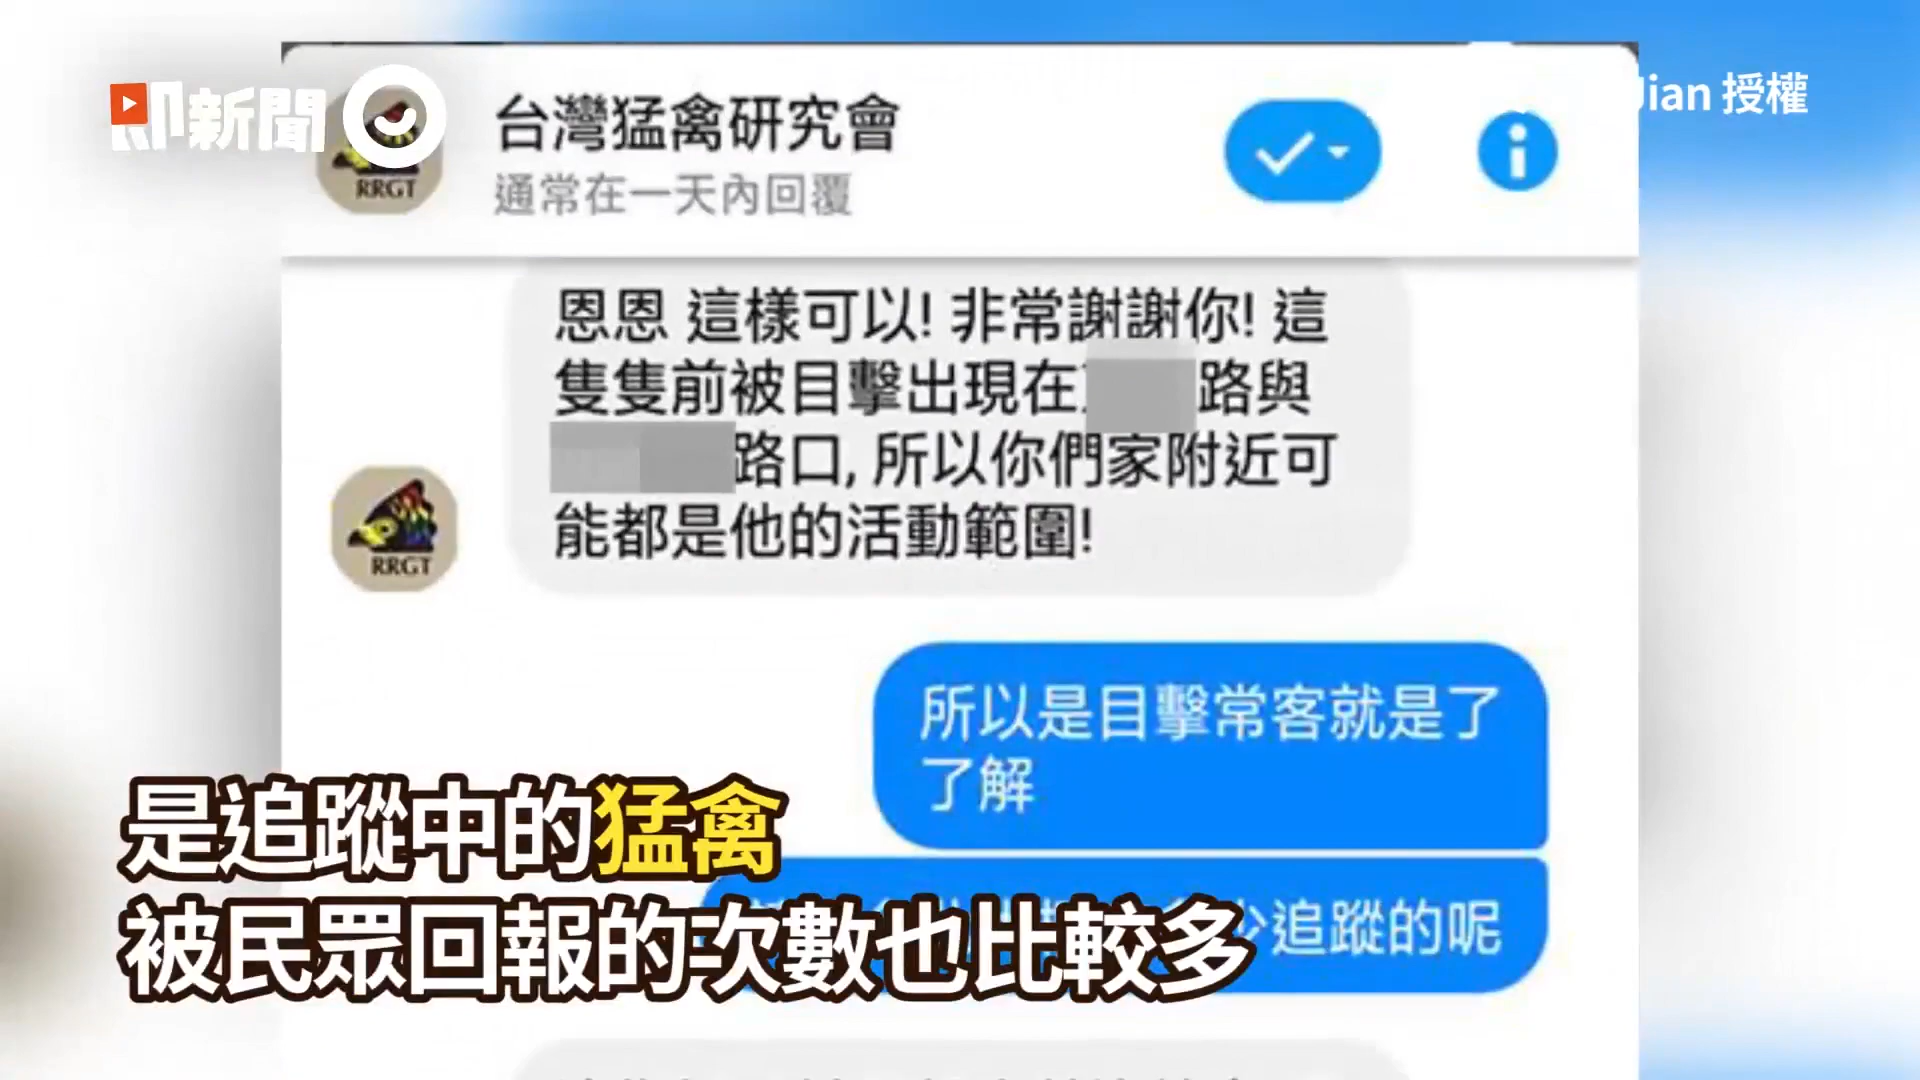 即新聞
台灣猛禽研究會
通常在一天內回覆
RRGT
Jian 授權
恩恩 這樣可以! 非常謝謝你! 這
隻隻前被目擊出現在 路與
路口, 所以你們家附近可
能都是他的活動範圍!
RRGT
所以是目擊常客就是了
了解
少追蹤的呢
是追蹤中的猛禽
被民眾回報的次數也比較多